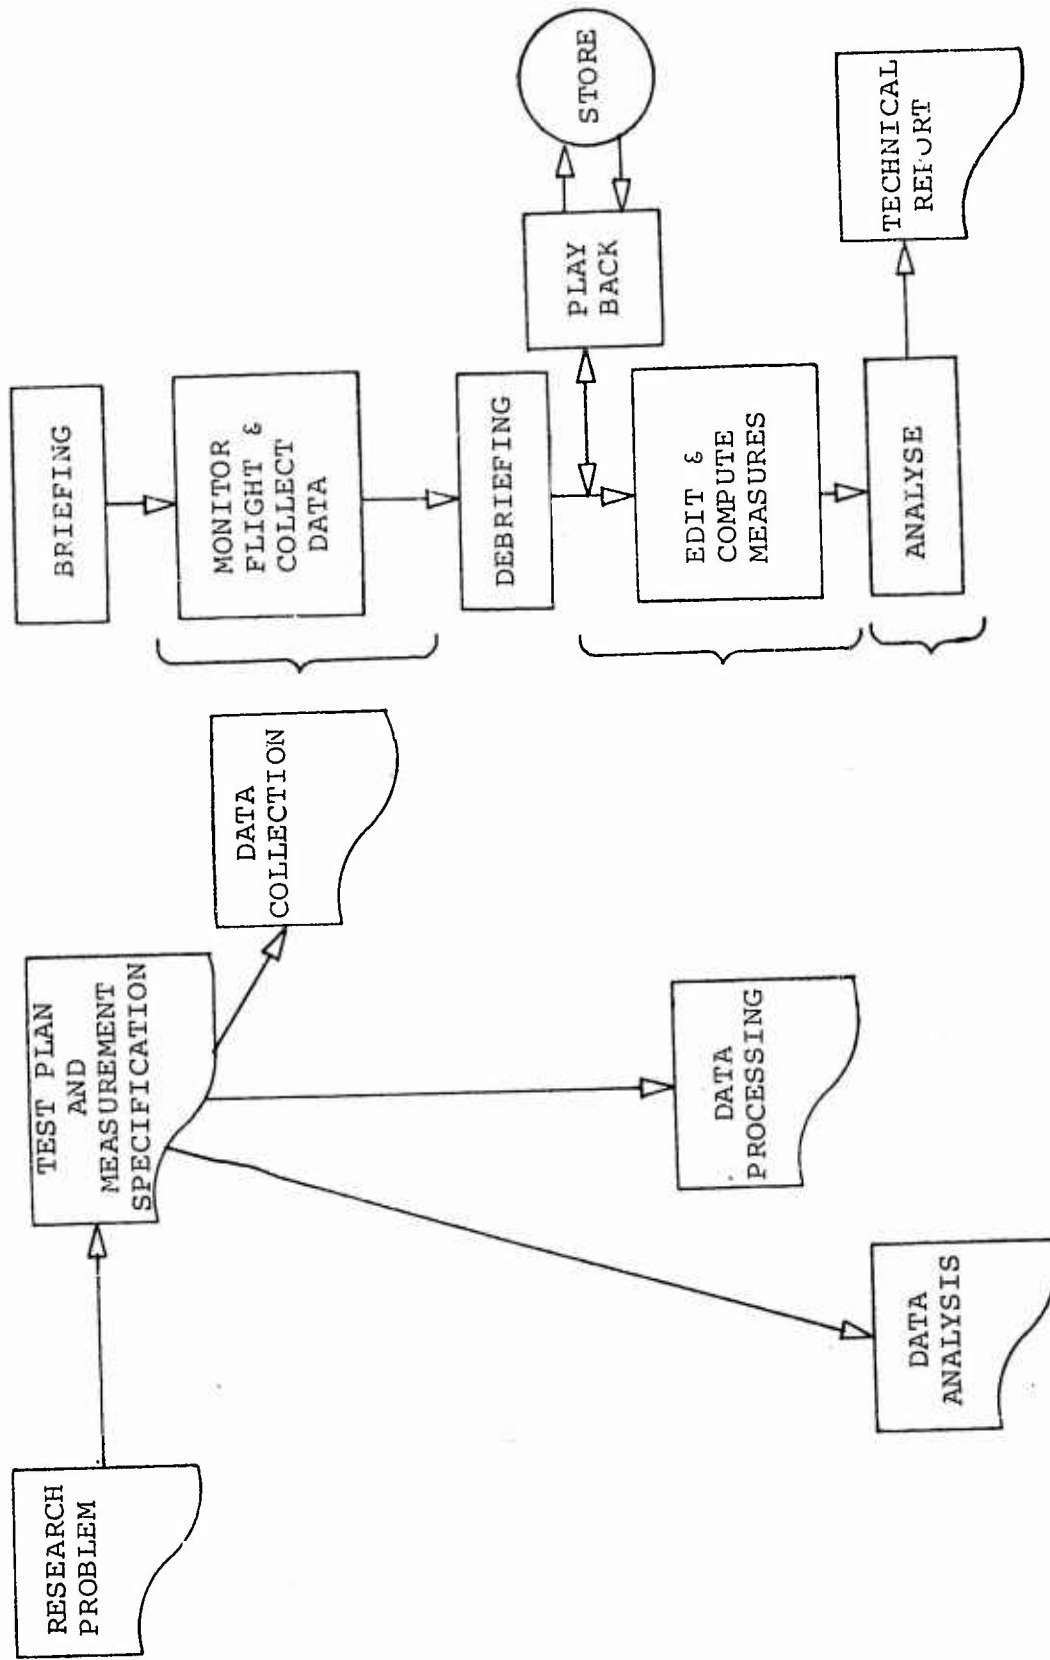 RESEARCH
PROBLEM
TEST PLAN
AND
MEASUREMENT
SPECIFICATION
DATA
COLLECTION
DATA
PROCESSING
DATA
ANALYSIS
BRIEFING
MONITOR
FLIGHT &
COLLECT
DATA
DEBRIEFING
PLAY
BACK
STORE
EDIT &
COMPUTE
MEASURES
ANALYSE
TECHNICAL
REPORT